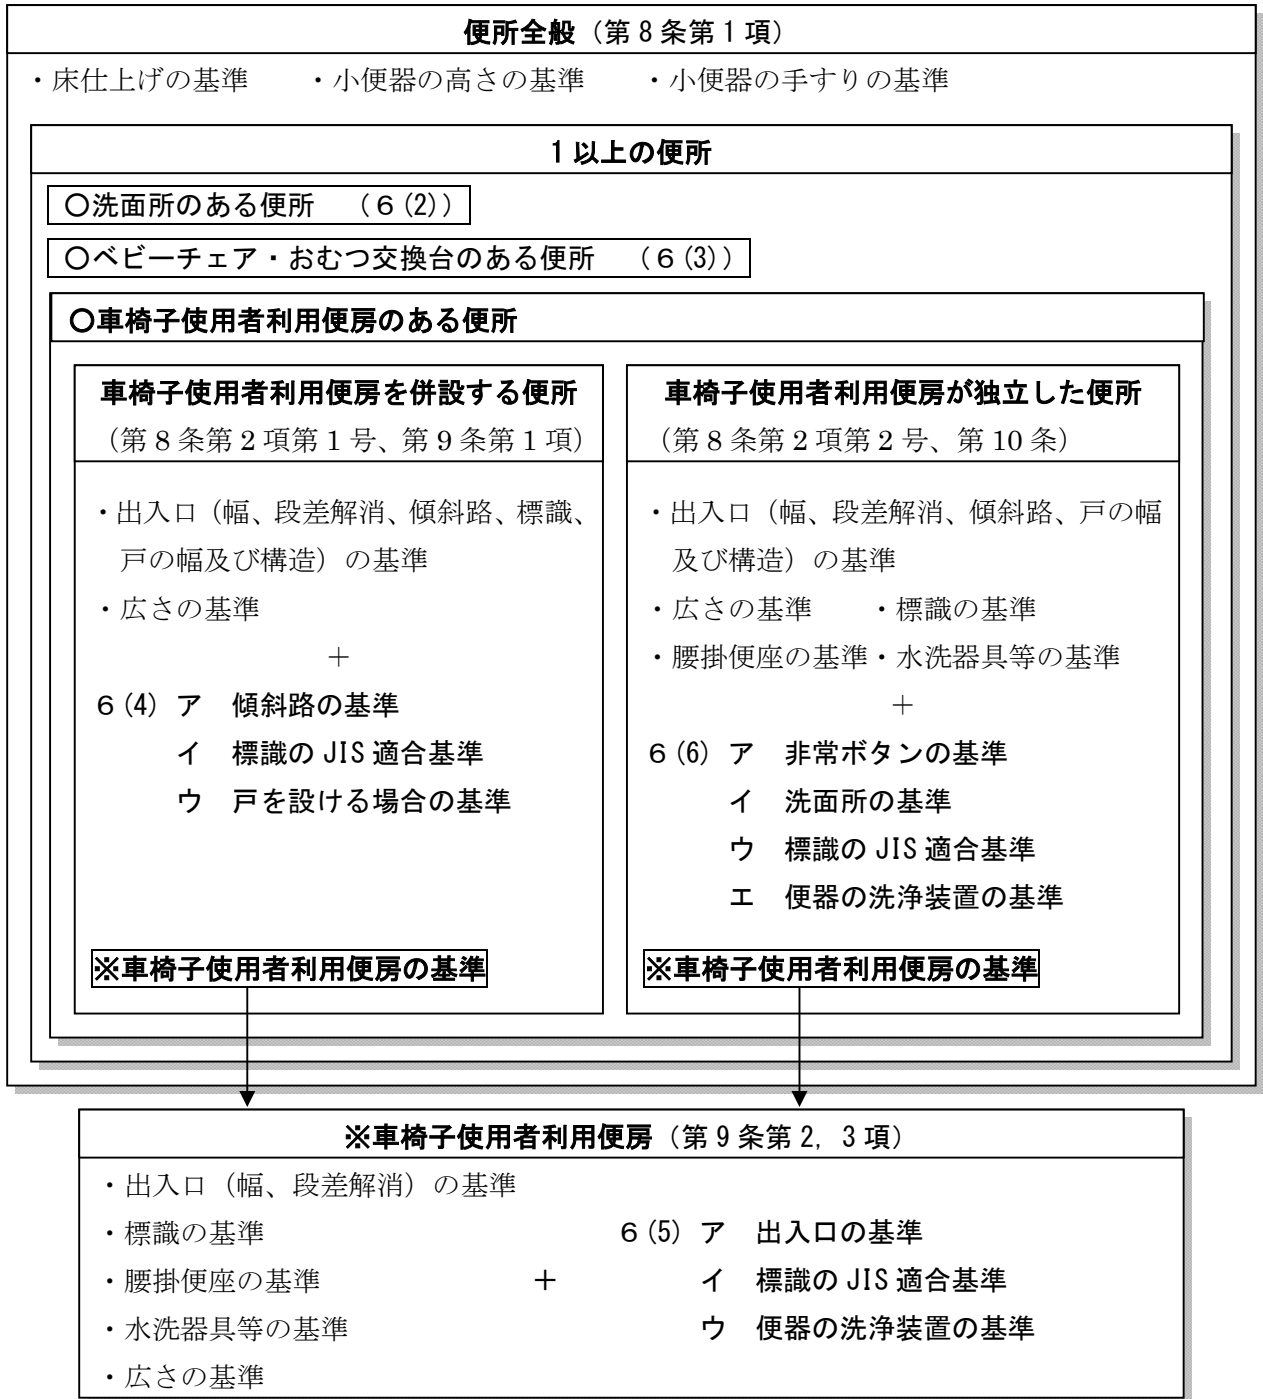 便所全般（第８条第１項）
・床仕上げの基準　・小便器の高さの基準　・小便器の手すりの基準
1以上の便所
○洗面所のある便所　（６(2)）
○ベビーチェア・おむつ交換台のある便所　（６(3)）
○車椅子使用者利用便房のある便所
車椅子使用者利用便房を併設する便所
（第８条第２項第１号、第９条第１項）
・出入口（幅、段差解消、傾斜路、標識、
戸の幅及び構造）の基準
・広さの基準
＋
６(4) ア　傾斜路の基準
イ　標識の JIS 適合基準
ウ　戸を設ける場合の基準
※車椅子使用者利用便房の基準
車椅子使用者利用便房が独立した便所
（第８条第２項第２号、第 10 条）
・出入口（幅、段差解消、傾斜路、戸の幅
及び構造）の基準
・広さの基準　・標識の基準
・腰掛便座の基準・水洗器具等の基準
＋
６(6) ア　非常ボタンの基準
イ　洗面所の基準
ウ　標識の JIS 適合基準
エ　便器の洗浄装置の基準
※車椅子使用者利用便房の基準
※車椅子使用者利用便房（第９条第２, ３項）
・出入口（幅、段差解消）の基準
・標識の基準
・腰掛便座の基準
・水洗器具等の基準
・広さの基準
＋
６(5) ア　出入口の基準
イ　標識の JIS 適合基準
ウ　便器の洗浄装置の基準